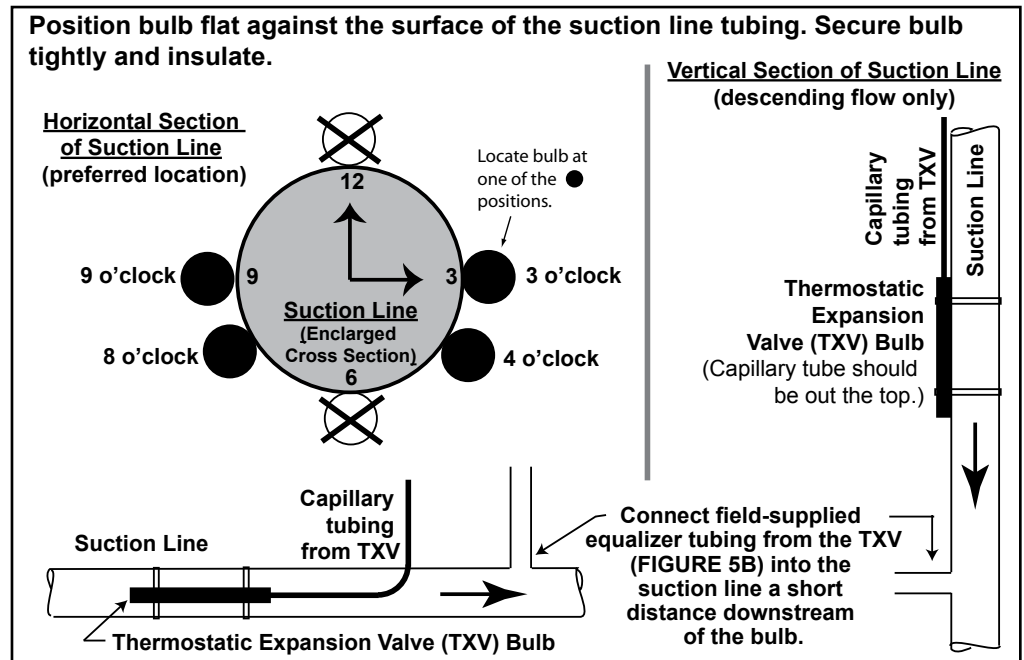 Position bulb flat against the surface of the suction line tubing. Secure bulb
tightly and insulate.
Horizontal Section
of Suction Line
(preferred location)
12
Locate bulb at
one of the ●
positions.
9 o'clock
9
3
3 o'clock
Suction Line
(Enclarged
Cross Section)
8 o'clock
4 o'clock
6
Capillary
tubing
from TXV
Suction Line
Thermostatic Expansion Valve (TXV) Bulb
Vertical Section of Suction Line
(descending flow only)
Capillary
tubing
from TXV
Suction Line
Thermostatic
Expansion
Valve (TXV) Bulb
(Capillary tube should
be out the top.)
Connect field-supplied
equalizer tubing from the TXV
(FIGURE 5B) into the
suction line a short
distance downstream
of the bulb.